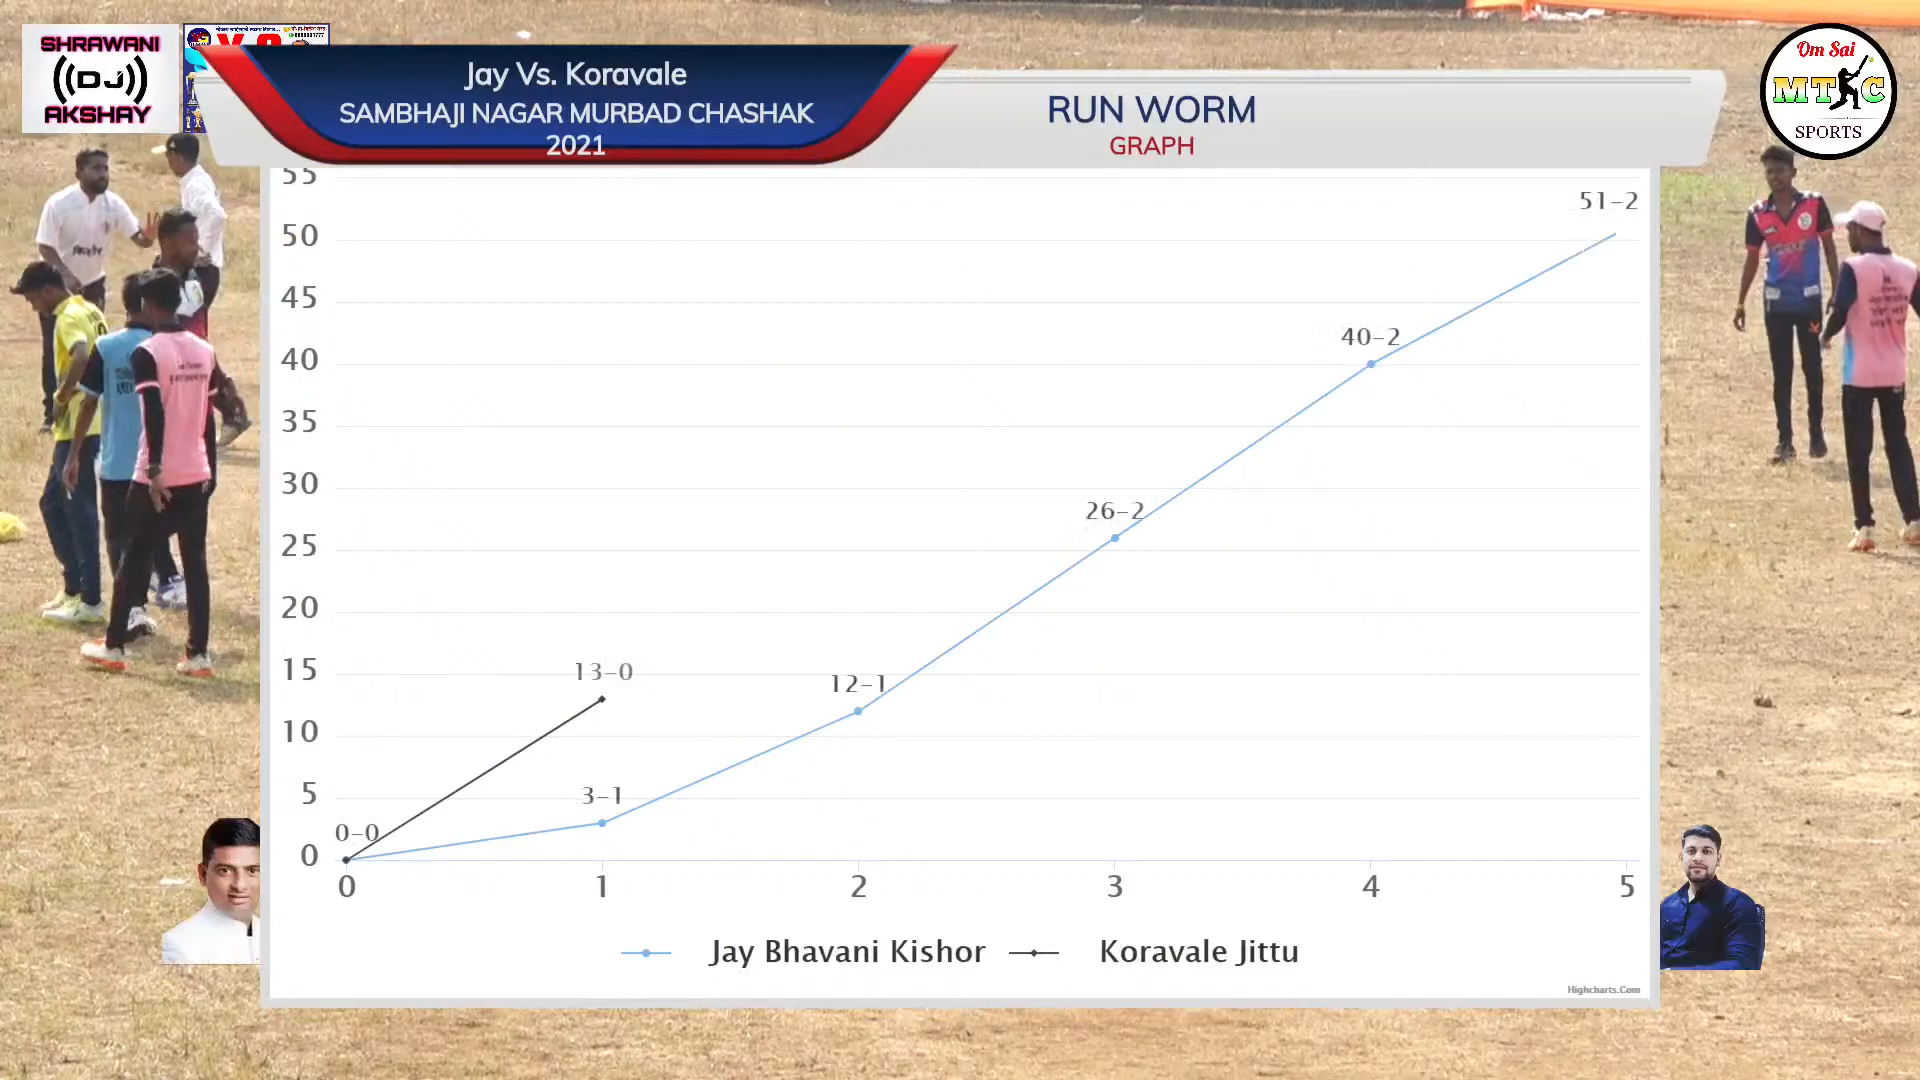 SHRAWANI
DJ
AKSHAY
Jay Vs. Koravale
SAMBHAJI NAGAR MURBAD CHASHAK
2021
RUN WORM
GRAPH
Om Sai
MT C
SPORTS
55
50
45
40
35
30
25
20
15
10
5
0
51-2
40-2
26-2
13-0
12-1
3-1
0-0
0 1 2 3 4 5
Jay Bhavani Kishor Koravale Jittu
Highcharts.Com